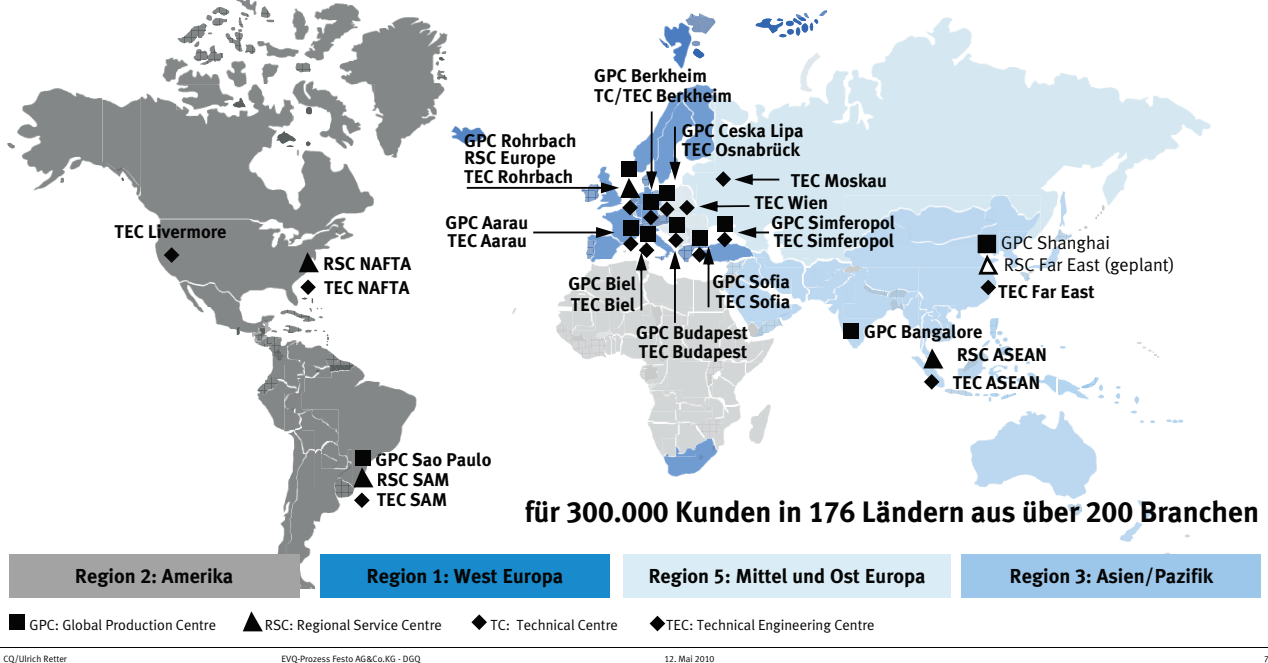 GPC Berkheim
TC/TEC Berkheim
GPC Rohrbach
RSC Europe
TEC Rohrbach
GPC Ceska Lipa
TEC Osnabrück
TEC Moskau
TEC Wien
GPC Aarau
TEC Aarau
GPC Simferopol
TEC Simferopol
TEC Livermore
RSC NAFTA
TEC NAFTA
GPC Biel
TEC Biel
GPC Sofia
TEC Sofia
GPC Budapest
TEC Budapest
GPC Shanghai
RSC Far East (geplant)
TEC Far East
GPC Bangalore
RSC ASEAN
TEC ASEAN
GPC Sao Paulo
RSC SAM
TEC SAM
für 300.000 Kunden in 176 Ländern aus über 200 Branchen
Region 2: Amerika
Region 1: West Europa
Region 5: Mittel und Ost Europa
Region 3: Asien/Pazifik
GPC: Global Production Centre
RSC: Regional Service Centre
TC: Technical Centre
TEC: Technical Engineering Centre
CQ/Ulrich Retter
EVQ-Prozess Festo AG&Co.KG - DGQ
12. Mai 2010
7